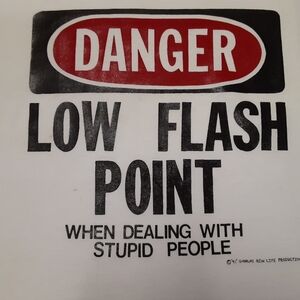 DANGER
LOW FLASH
POINT
WHEN DEALING WITH
STUPID PEOPLE